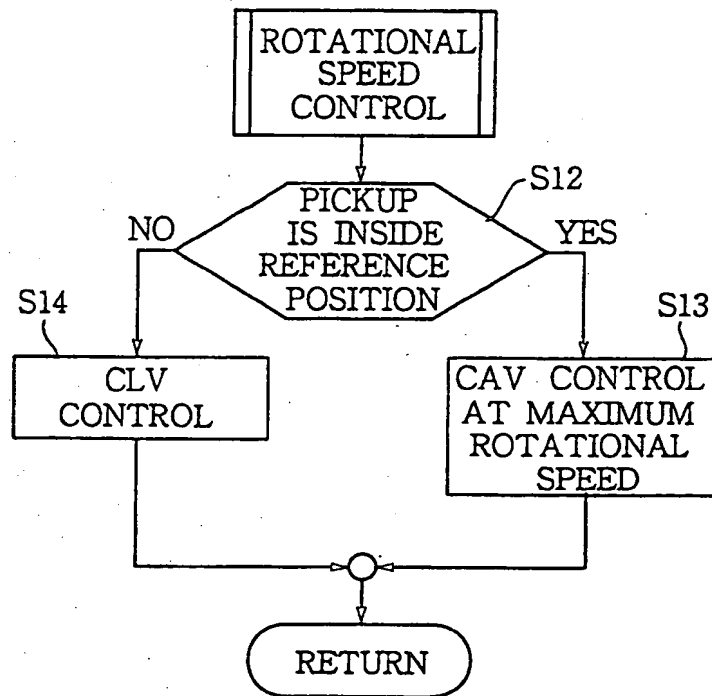 ROTATIONAL
SPEED
CONTROL
S12
PICKUP
IS INSIDE
REFERENCE
POSITION
NO
YES
S14
S13
CLV
CONTROL
CAV CONTROL
AT MAXIMUM
ROTATIONAL
SPEED
RETURN